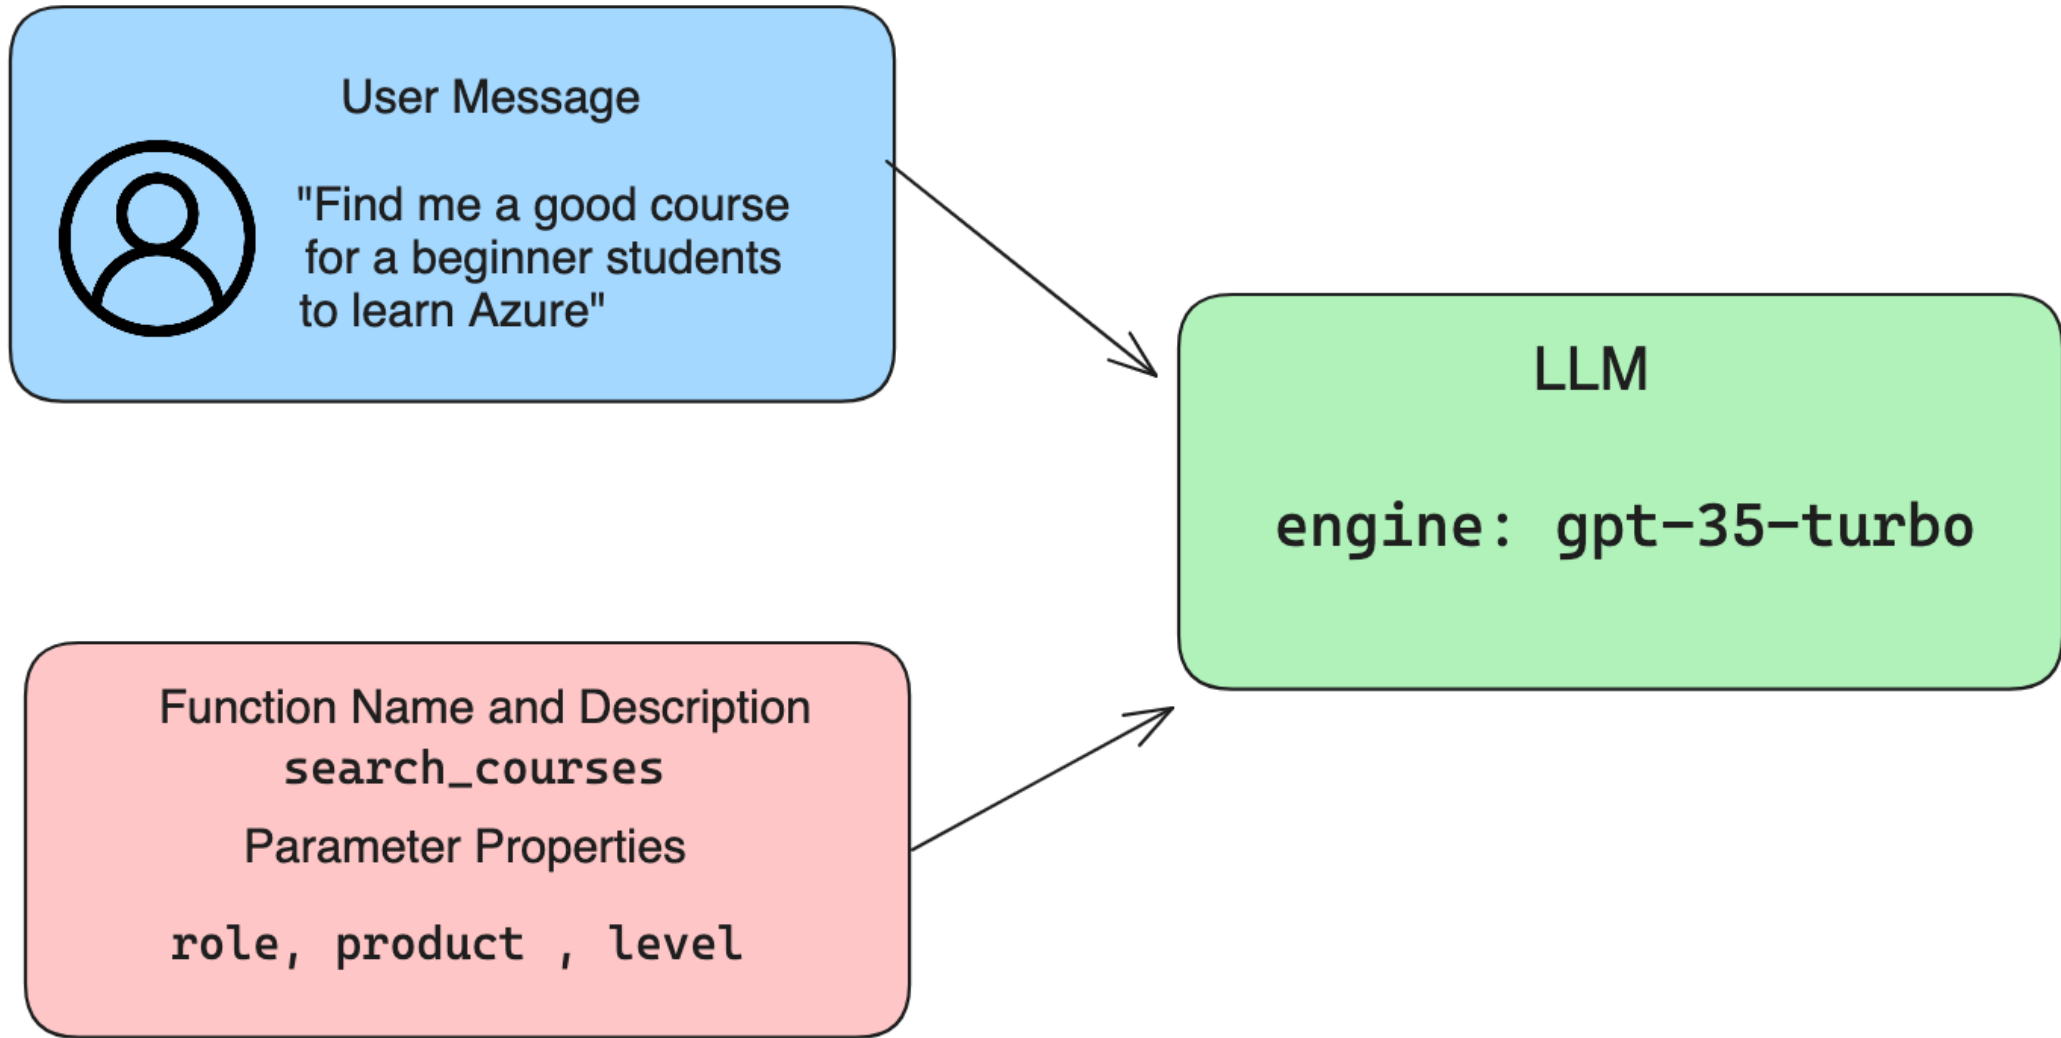 User Message
"Find me a good course
for a beginner students
to learn Azure"
LLM
engine: gpt-35-turbo
Function Name and Description
search_courses
Parameter Properties
role, product , level